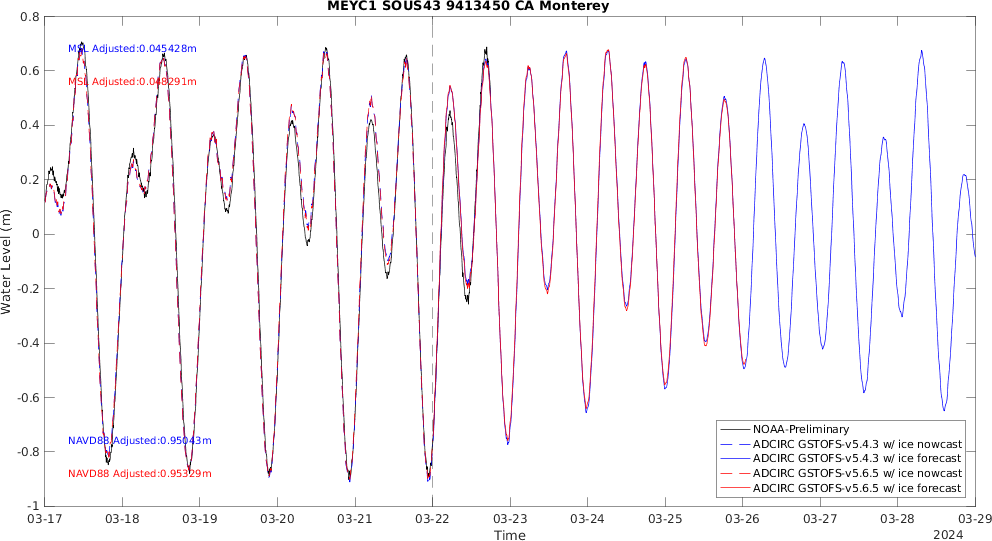 MEYC1 SOUS43 9413450 CA Monterey
0.8
0.6
0.4
0.2
0
-0.2
-0.4
-0.6
-0.8
-1
Water Level (m)
MSL Adjusted:0.045428m
MSL Adjusted:0.048291m
NAVD88 Adjusted:0.95043m
NAVD88 Adjusted:0.95329m
NOAA-Preliminary
ADCIRC GSTOFS-v5.4.3 w/ ice nowcast
ADCIRC GSTOFS-v5.4.3 w/ ice forecast
ADCIRC GSTOFS-v5.6.5 w/ ice nowcast
ADCIRC GSTOFS-v5.6.5 w/ ice forecast
03-17 03-18 03-19 03-20 03-21 03-22 03-23 03-24 03-25 03-26 03-27 03-28 03-29
Time
2024